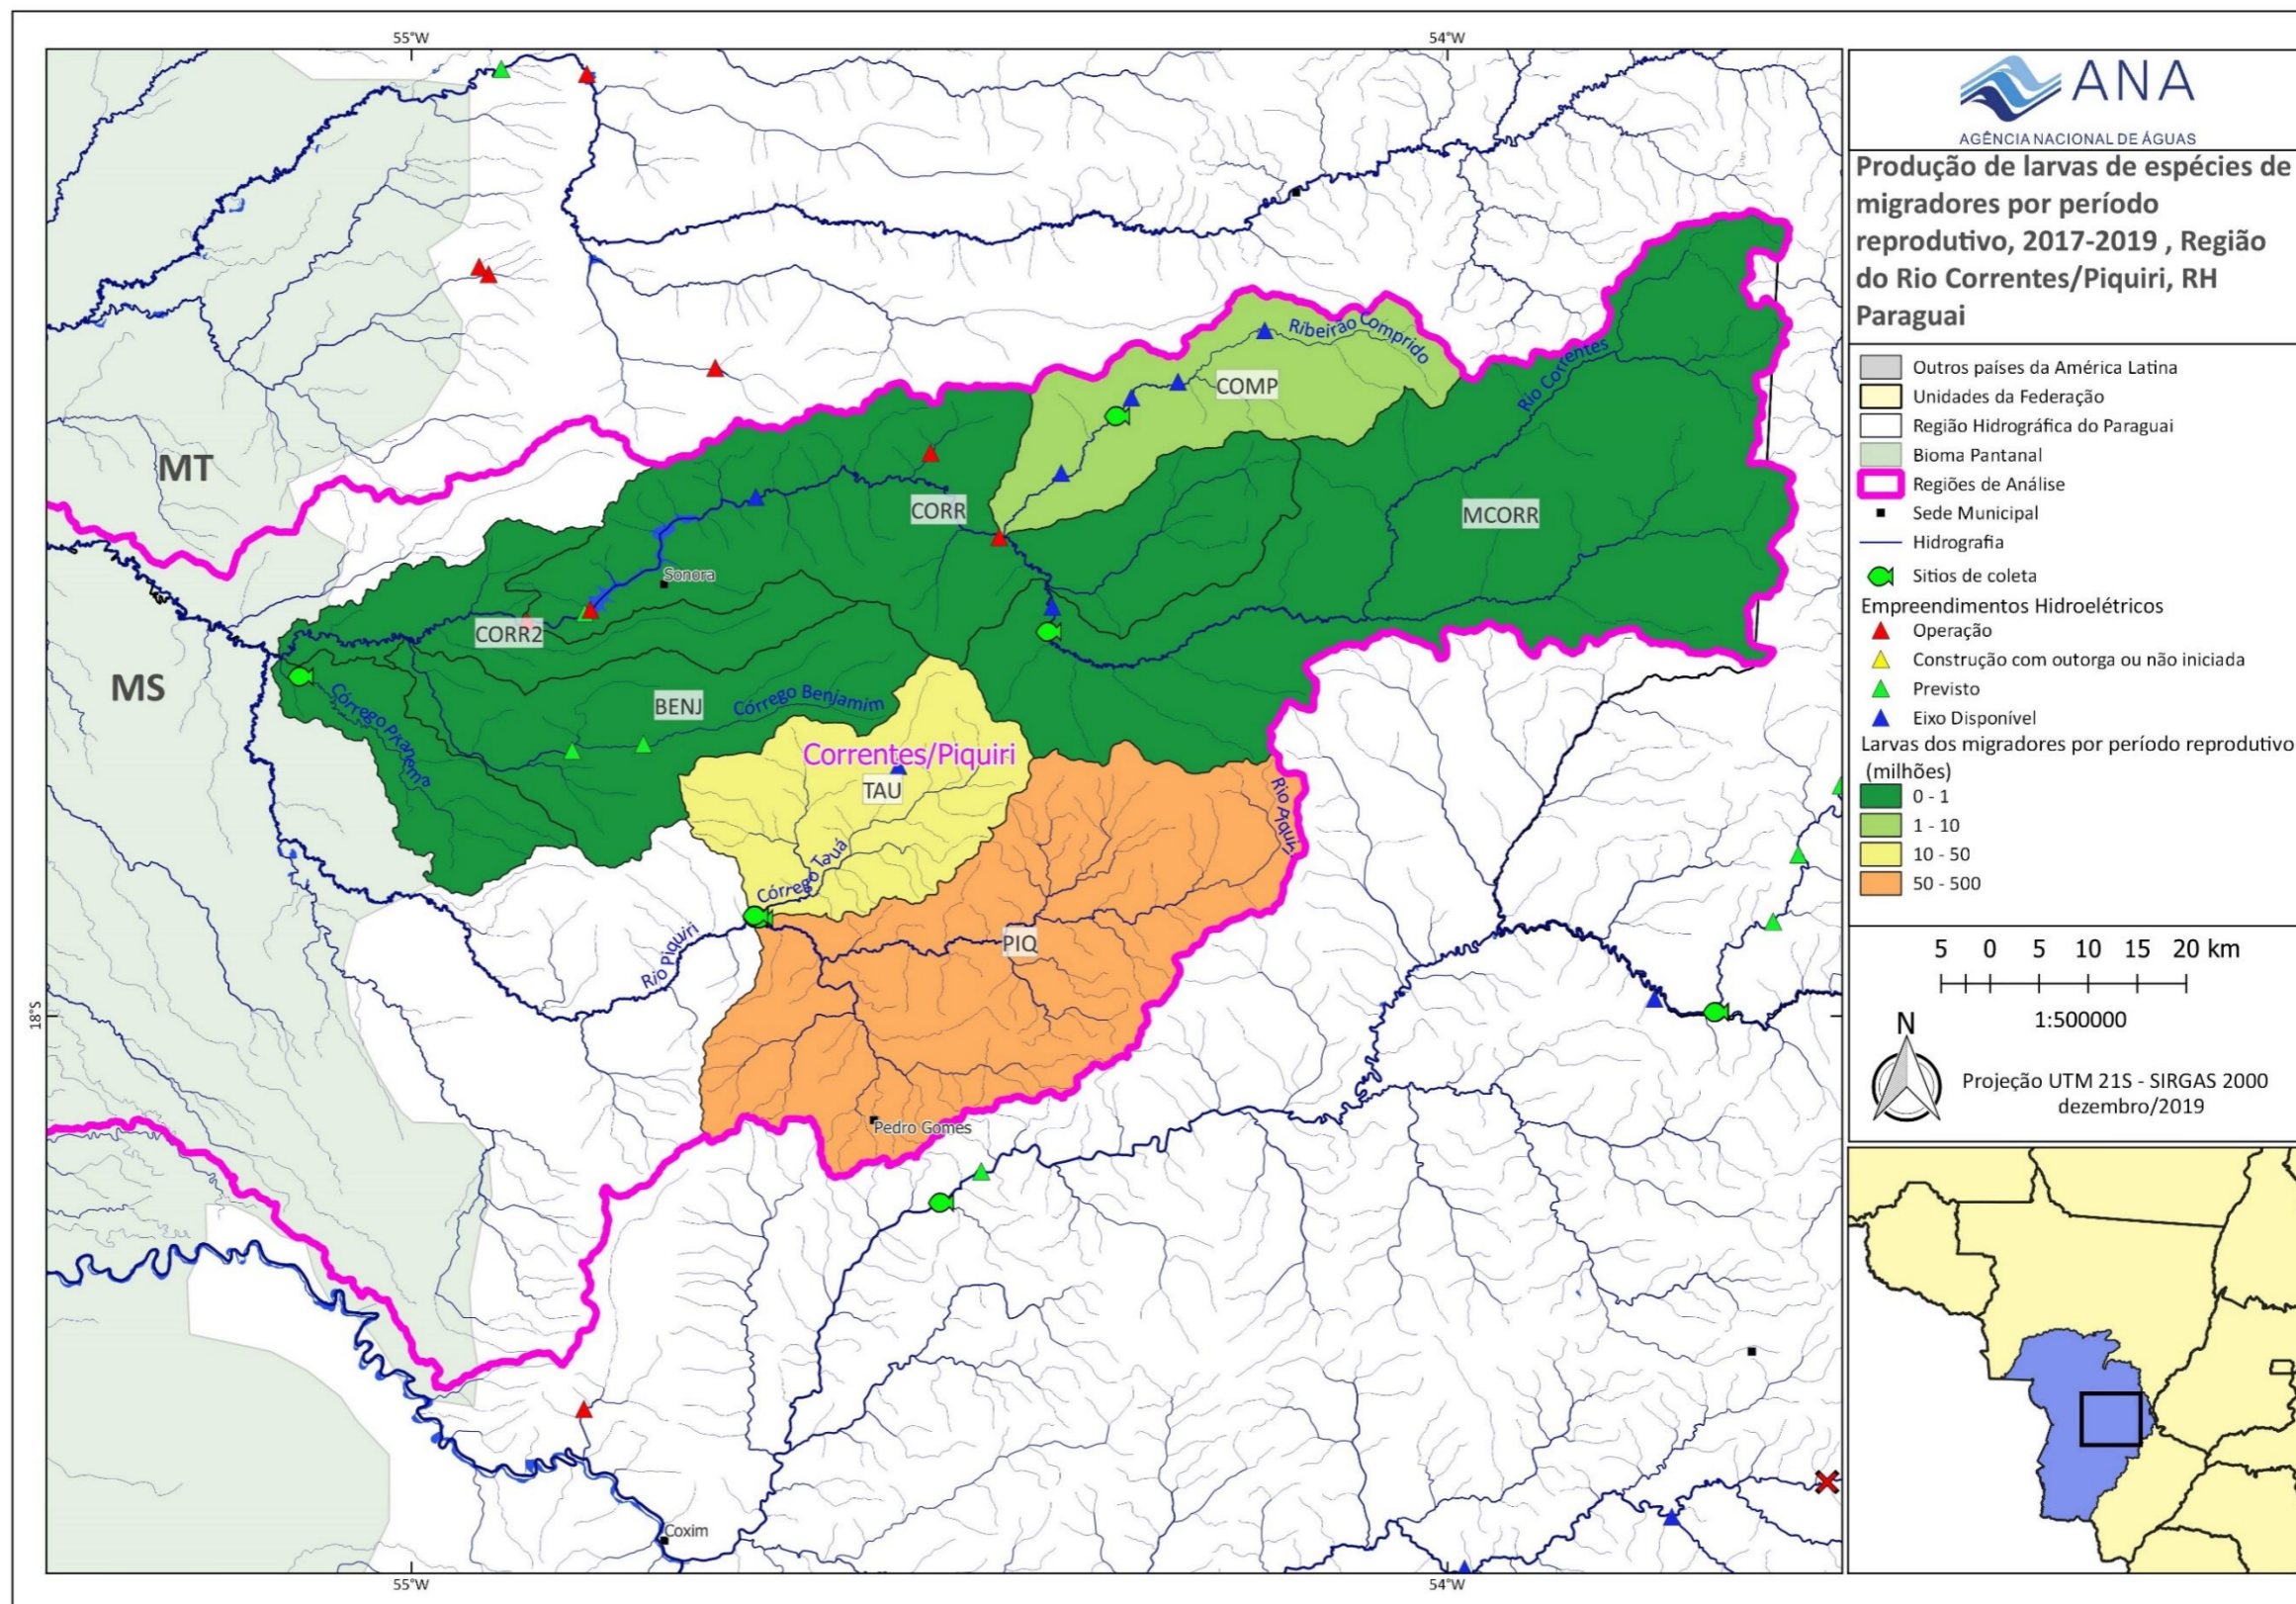 55°W
54°W
ANA
AGÊNCIA NACIONAL DE ÁGUAS
Produção de larvas de espécies de
migradores por período
reprodutivo, 2017-2019 , Região
do Rio Correntes/Piquiri, RH
Paraguai
Outros países da América Latina
Unidades da Federação
Região Hidrográfica do Paraguai
Bioma Pantanal
Regiões de Análise
Sede Municipal
Hidrografia
Sitios de coleta
Empreendimentos Hidroelétricos
Operação
Construção com outorga ou não iniciada
Previsto
Eixo Disponível
Larvas dos migradores por período reprodutivo
(milhões)
0 - 1
1 - 10
10 - 50
50 - 500
5 0 5 10 15 20 km
1:500000
N
Projeção UTM 21S - SIRGAS 2000
dezembro/2019
Ribeirão Comprido
COMP
Rio Correntes
MT
CORR
MCORR
Sonora
CORR2
MS
Córrego
BENJ
Córrego Benjamim
Correntes/Piquiri
TAU
Rio Piquiri
Córrego Tauá
PIQ
Rio Piquiri
18°S
Pedro Gomes
Coxim
55°W
54°W